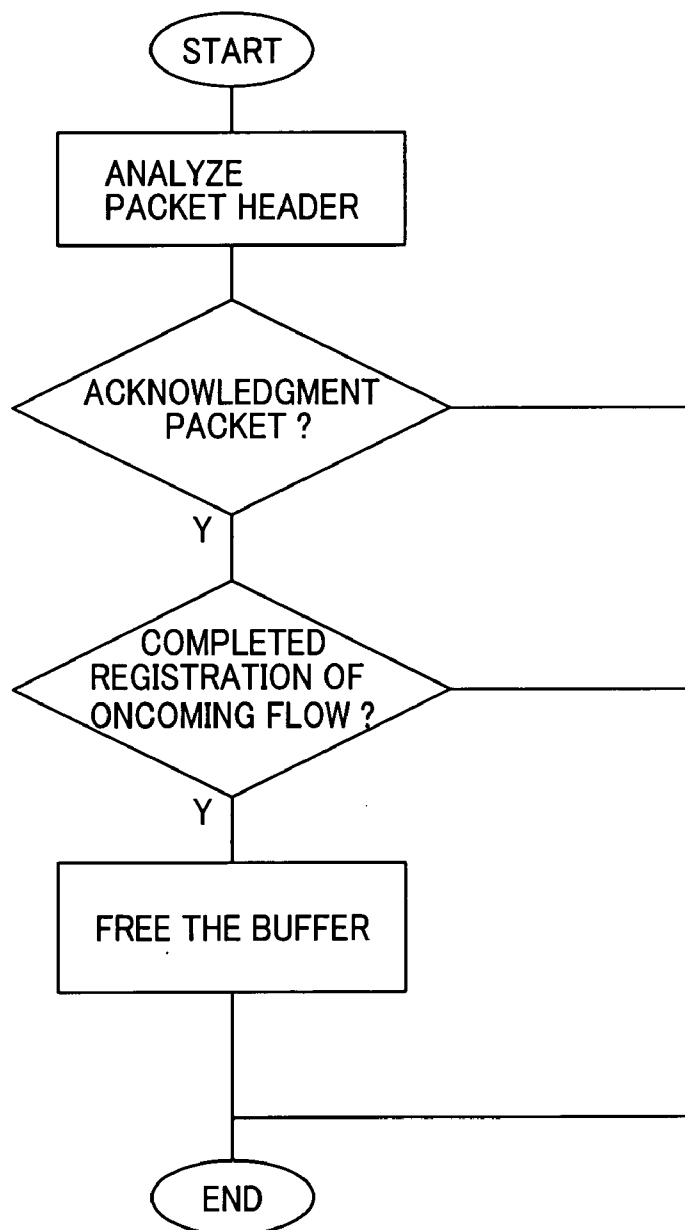 START
ANALYZE
PACKET HEADER
ACKNOWLEDGMENT
PACKET ?
Y
COMPLETED
REGISTRATION OF
ONCOMING FLOW ?
Y
FREE THE BUFFER
END